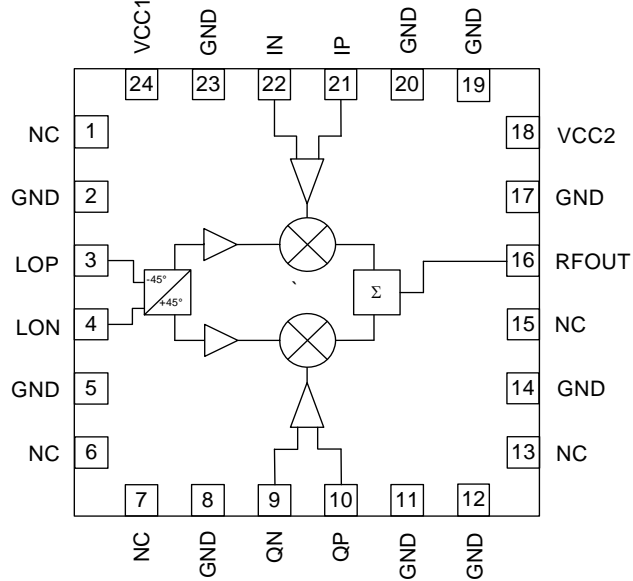 VCC1 GND IN IP GND GND
24 23 22 21 20 19
NC 1
18 VCC2
GND 2
17 GND
LOP 3
16 RFOUT
-45°
+45°
Σ
LON 4
15 NC
GND 5
14 GND
NC 6
13 NC
7 8 9 10 11 12
NC GND QN QP GND GND